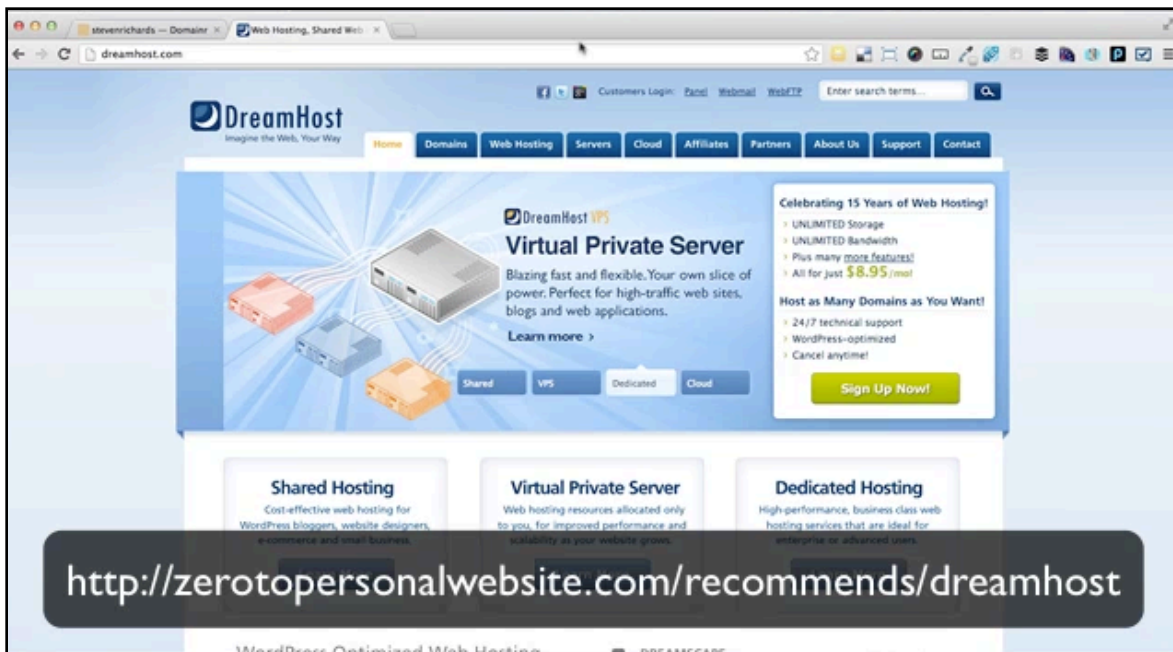 stevenrichards — Domainr
Web Hosting, Shared Web
dreamhost.com
Customers Login: Panel Webmail WebFTP
Enter search terms...
DreamHost
Imagine the Web, Your Way
Home Domains Web Hosting Servers Cloud Affiliates Partners About Us Support Contact
DreamHost VPS
Virtual Private Server
Blazing fast and flexible. Your own slice of
power. Perfect for high-traffic web sites,
blogs and web applications.
Learn more >
Shared VPS Dedicated Cloud
Celebrating 15 Years of Web Hosting!
UNLIMITED Storage
UNLIMITED Bandwidth
Plus many more features!
All for just $8.95/mo!
Host as Many Domains as You Want!
24/7 technical support
WordPress-optimized
Cancel anytime!
Sign Up Now!
Shared Hosting
Cost-effective web hosting for
WordPress bloggers, website designers,
e-commerce and small business.
Virtual Private Server
Web hosting resources allocated only
to you, for improved performance and
scalability as your website grows.
Dedicated Hosting
High-performance, business class web
hosting services that are ideal for
enterprise or advanced users.
http://zerotopersonalwebsite.com/recommends/dreamhost
WordPress Optimized Web Hosting
DREAMSCAPE